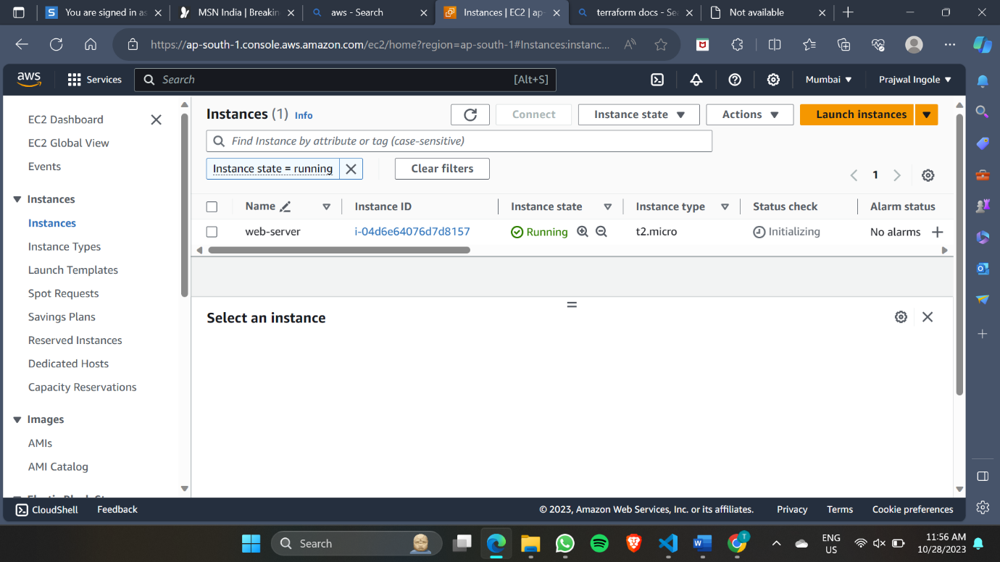 You are signed in as
MSN India | Breakin
aws - Search
Instances | EC2 | ap-
terraform docs - Se
Not available
https://ap-south-1.console.aws.amazon.com/ec2/home?region=ap-south-1#Instances:instanc...
aws
Services
Search
[Alt+S]
Mumbai
Prajwal Ingole
EC2 Dashboard
EC2 Global View
Events
Instances
Instances
Instance Types
Launch Templates
Spot Requests
Savings Plans
Reserved Instances
Dedicated Hosts
Capacity Reservations
Images
AMIs
AMI Catalog
Instances (1) Info
Connect
Instance state
Actions
Launch instances
Find Instance by attribute or tag (case-sensitive)
Instance state = running
Clear filters
1
Name Instance ID Instance state Instance type Status check Alarm status
web-server i-04d6e64076d7d8157 Running t2.micro Initializing No alarms
Select an instance
CloudShell Feedback
© 2023, Amazon Web Services, Inc. or its affiliates. Privacy Terms Cookie preferences
Search
ENG
US
11:56 AM
10/28/2023